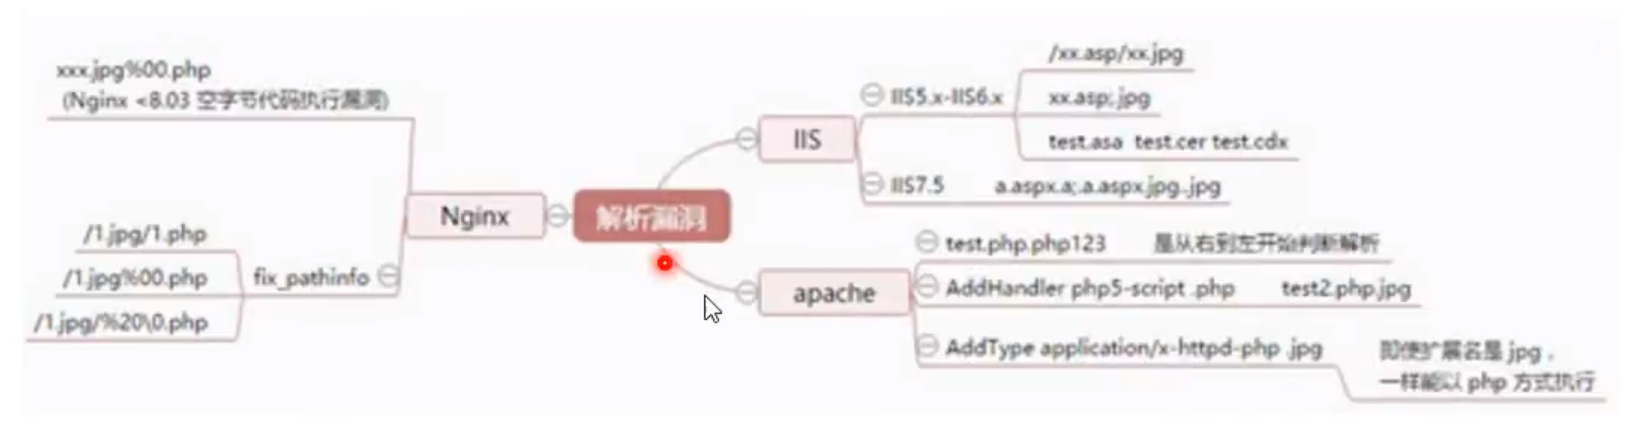 xxx.jpg%00.php
(Nginx <8.03 空字节代码执行漏洞)
Nginx
/1.jpg/1.php
/1.jpg%00.php
/1.jpg/%20\0.php
fix_pathinfo
解析漏洞
IIS
IIS5.x-IIS6.x
/xx.asp/xx.jpg
xx.asp;.jpg
test.asa test.cer test.cdx
IIS7.5 a.aspx.a;.a.aspx.jpg..jpg
apache
test.php.php123 是从右到左开始判断解析
AddHandler php5-script .php test2.php.jpg
AddType application/x-httpd-php .jpg
即使扩展名是 jpg，
一样能以 php 方式执行